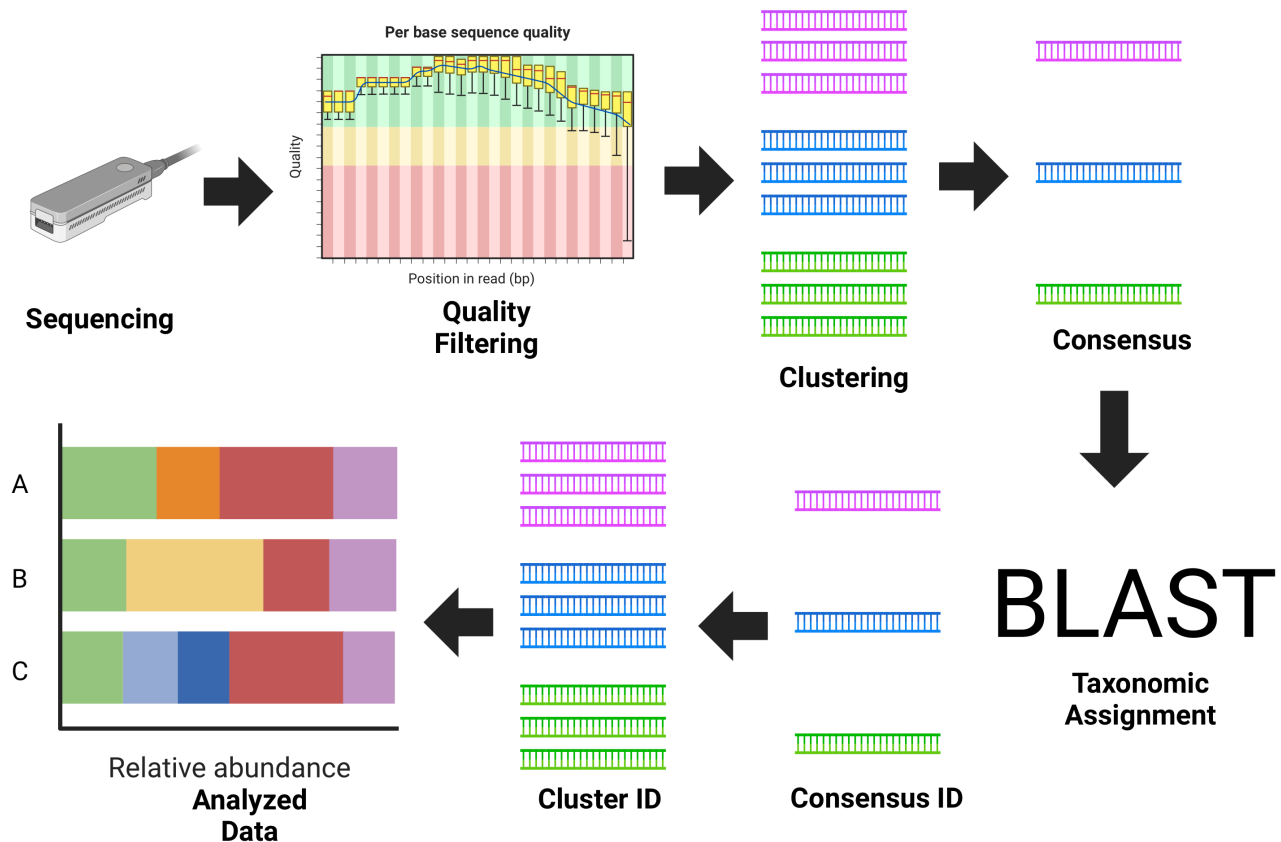 Per base sequence quality
Quality
Position in read (bp)
Sequencing
Quality
Filtering
Clustering
Consensus
BLAST
Taxonomic
Assignment
Consensus ID
Cluster ID
A
B
C
Relative abundance
Analyzed
Data